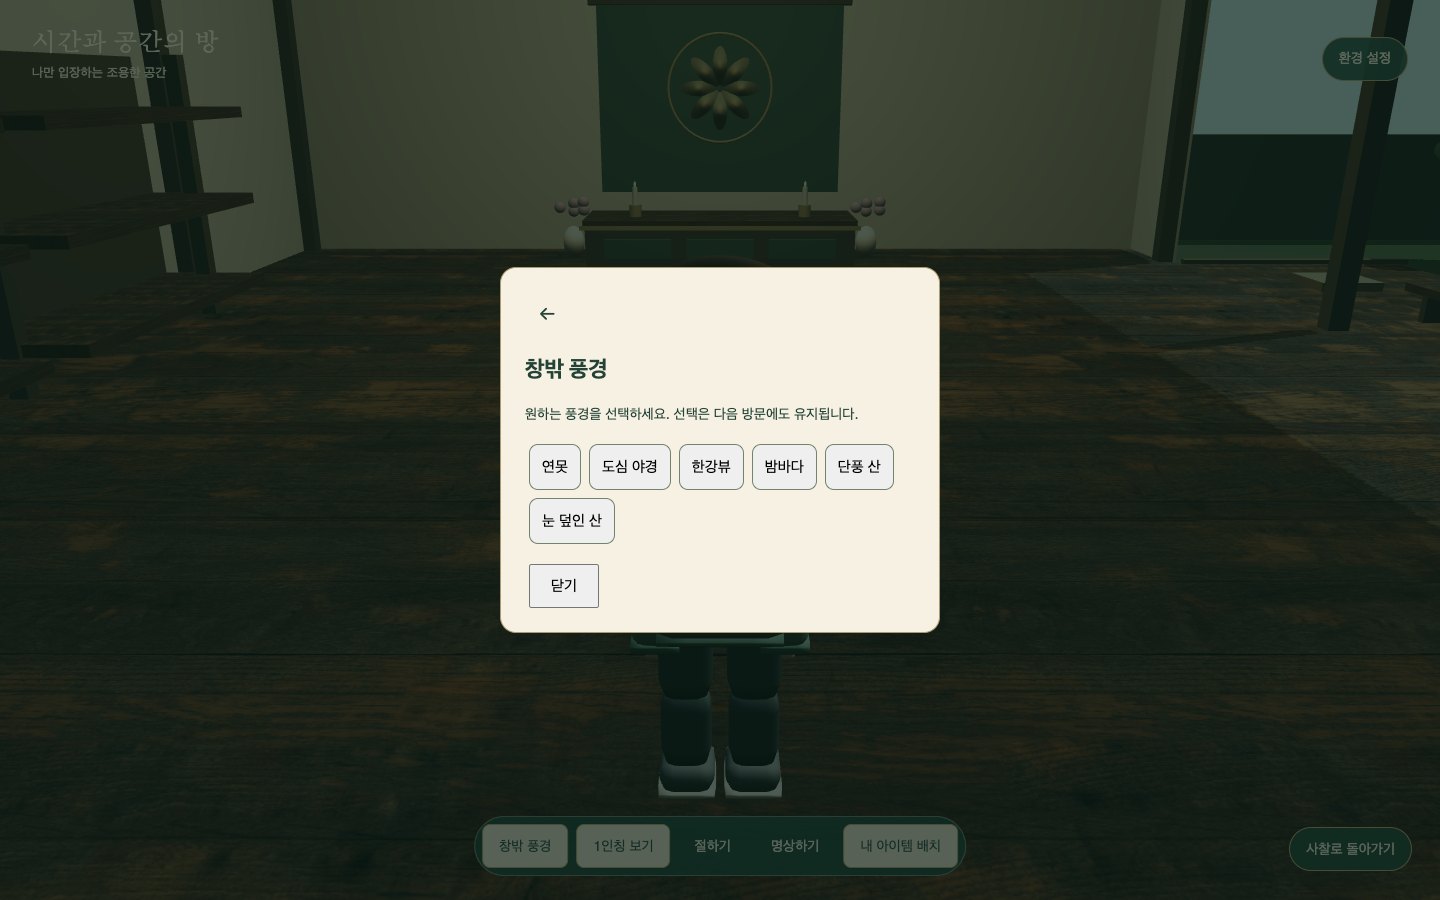 시간과 공간의 방
나만 입장하는 조용한 공간
환경 설정
창밖 풍경
원하는 풍경을 선택하세요. 선택은 다음 방문에도 유지됩니다.
연못 도심 야경 한강뷰 밤바다 단풍 산
눈 덮인 산
닫기
창밖 풍경 1인칭 보기 절하기 명상하기 내 아이템 배치
사찰로 돌아가기